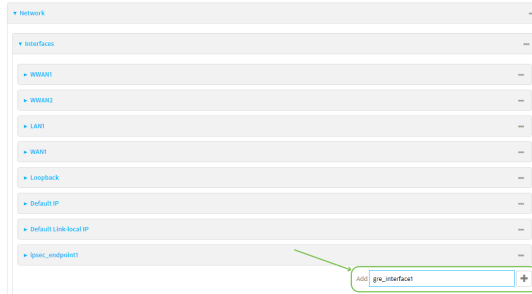 Network
Interfaces
WWAN1
WWAN2
LAN1
WAN1
Loopback
Default IP
Default Link-local IP
ipsec_endpoint1
Add gre_interface1